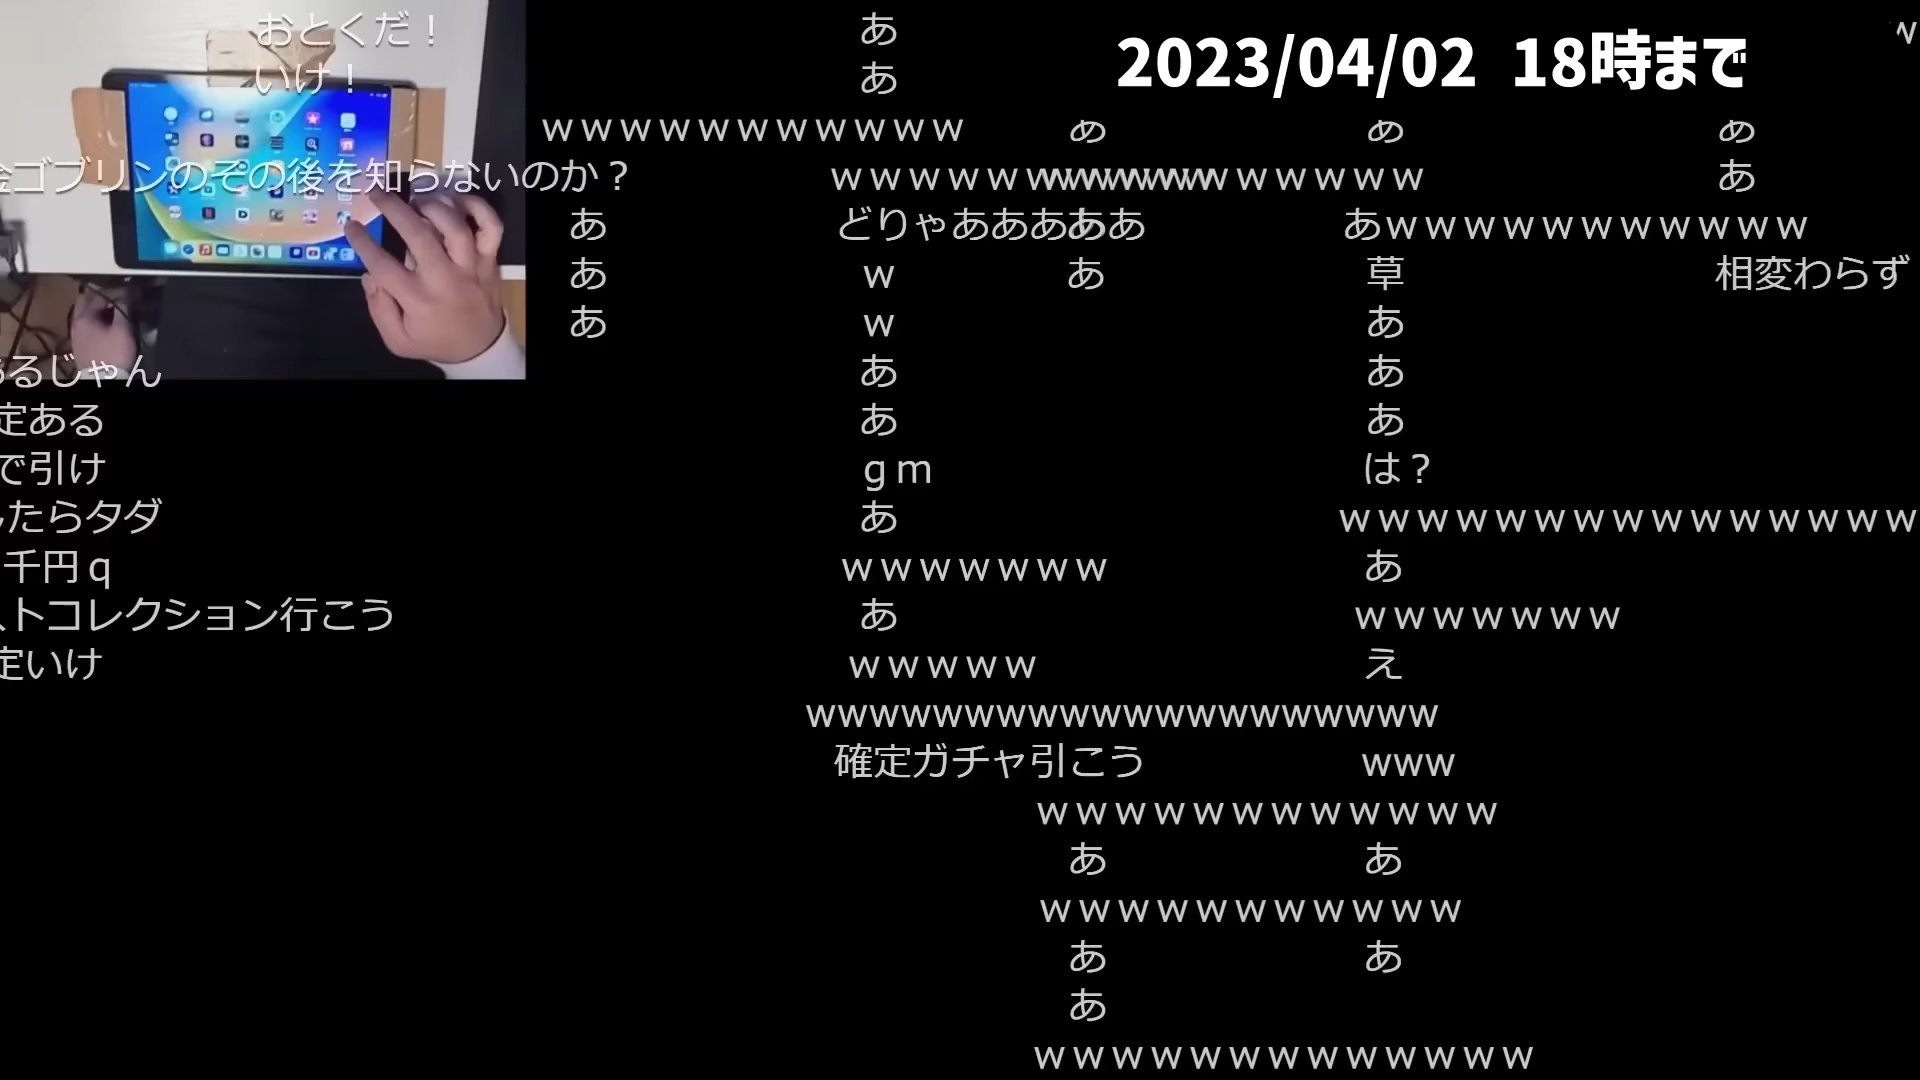 おとくだ！
あ
2023/04/02 18時まで
w
いけ！
あ
ｗｗｗｗｗｗｗｗｗｗｗ
あ
あ
あ
金ゴブリンのその後を知らないのか？
あ
あ
どりゃあああああ
あ
あｗｗｗｗｗｗｗｗｗｗｗ
あ
ｗ
あ
草
相変わらず
あ
ｗ
あ
あるじゃん
あ
あ
定ある
あ
あ
で引け
ｇｍ
は？
したらタダ
あ
ｗｗｗｗｗｗｗｗｗｗｗｗｗｗｗ
千円ｑ
ｗｗｗｗｗｗｗ
あ
トコレクション行こう
あ
ｗｗｗｗｗｗｗ
定いけ
ｗｗｗｗｗ
え
wwwwwwwwwwwwwwwwwwww
確定ガチャ引こう
www
ｗｗｗｗｗｗｗｗｗｗｗｗ
あ
あ
ｗｗｗｗｗｗｗｗｗｗｗ
あ
あ
あ
ｗｗｗｗｗｗｗｗｗｗｗｗｗ